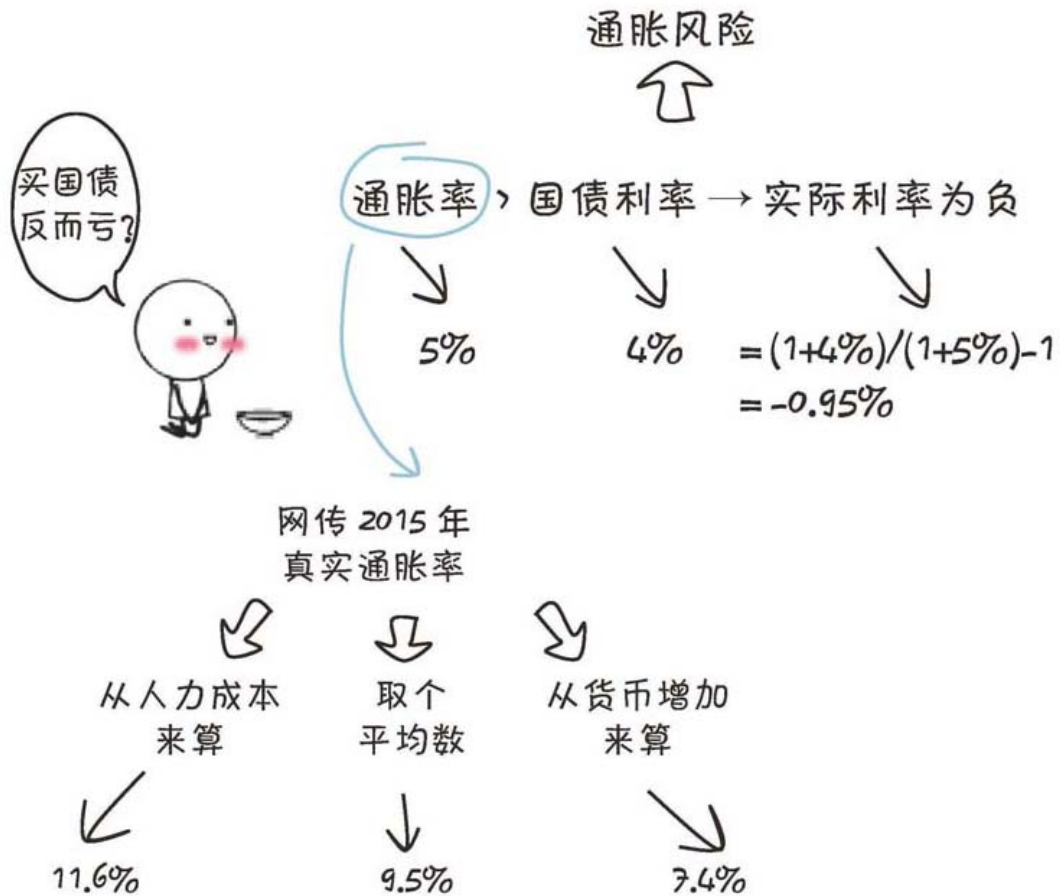 通胀风险
买国债
反而亏?
通胀率 > 国债利率 → 实际利率为负
5%
4%
=(1+4%)/(1+5%)-1
=-0.95%
网传 2015 年
真实通胀率
从人力成本
来算
取个
平均数
从货币增加
来算
11.6%
9.5%
7.4%